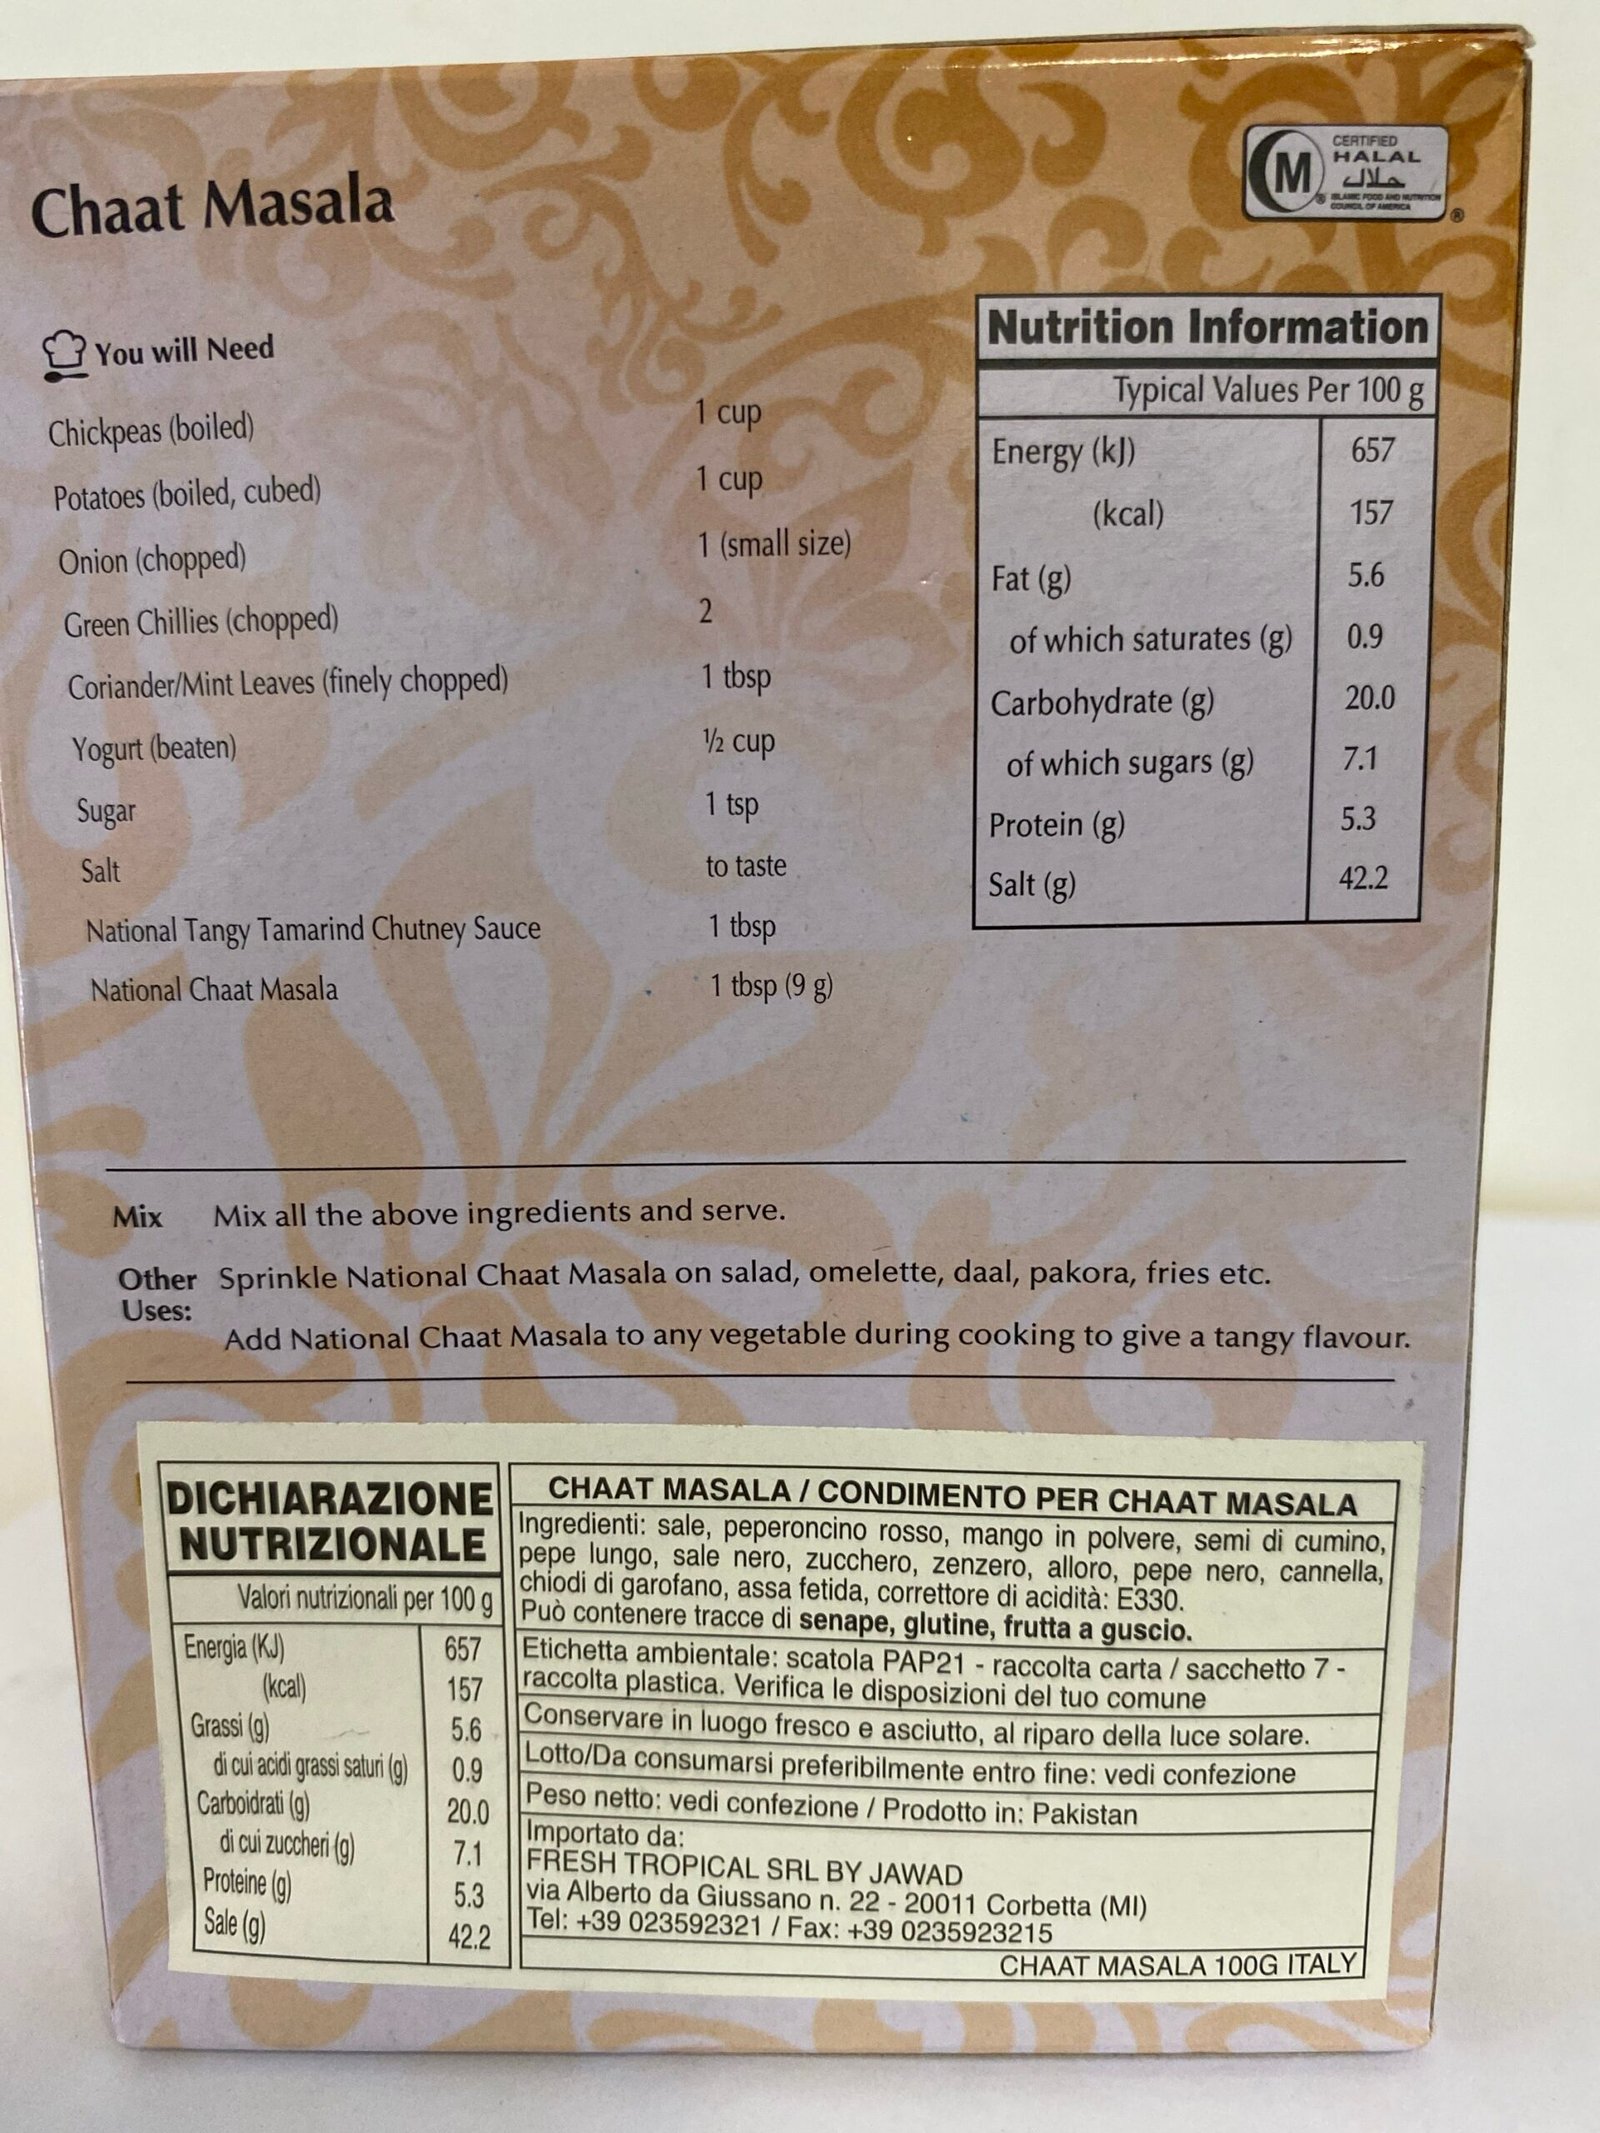 CERTIFIED
HALAL
حلال
ISLAMIC FOOD AND NUTRITION
COUNCIL OF AMERICA
®
Chaat Masala
You will Need
Chickpeas (boiled) 1 cup
Potatoes (boiled, cubed) 1 cup
Onion (chopped) 1 (small size)
Green Chillies (chopped) 2
Coriander/Mint Leaves (finely chopped) 1 tbsp
Yogurt (beaten) ½ cup
Sugar 1 tsp
Salt to taste
National Tangy Tamarind Chutney Sauce 1 tbsp
National Chaat Masala 1 tbsp (9 g)
Nutrition Information
Typical Values Per 100 g
Energy (kJ) 657
(kcal) 157
Fat (g) 5.6
of which saturates (g) 0.9
Carbohydrate (g) 20.0
of which sugars (g) 7.1
Protein (g) 5.3
Salt (g) 42.2
Mix Mix all the above ingredients and serve.
Other Uses: Sprinkle National Chaat Masala on salad, omelette, daal, pakora, fries etc.
Add National Chaat Masala to any vegetable during cooking to give a tangy flavour.
DICHIARAZIONE
NUTRIZIONALE
Valori nutrizionali per 100 g
Energia (KJ) 657
(kcal) 157
Grassi (g) 5.6
di cui acidi grassi saturi (g) 0.9
Carboidrati (g) 20.0
di cui zuccheri (g) 7.1
Proteine (g) 5.3
Sale (g) 42.2
CHAAT MASALA / CONDIMENTO PER CHAAT MASALA
Ingredienti: sale, peperoncino rosso, mango in polvere, semi di cumino,
pepe lungo, sale nero, zucchero, zenzero, alloro, pepe nero, cannella,
chiodi di garofano, assa fetida, correttore di acidità: E330.
Può contenere tracce di senape, glutine, frutta a guscio.
Etichetta ambientale: scatola PAP21 - raccolta carta / sacchetto 7 -
raccolta plastica. Verifica le disposizioni del tuo comune
Conservare in luogo fresco e asciutto, al riparo della luce solare.
Lotto/Da consumarsi preferibilmente entro fine: vedi confezione
Peso netto: vedi confezione / Prodotto in: Pakistan
Importato da:
FRESH TROPICAL SRL BY JAWAD
via Alberto da Giussano n. 22 - 20011 Corbetta (MI)
Tel: +39 023592321 / Fax: +39 0235923215
CHAAT MASALA 100G ITALY